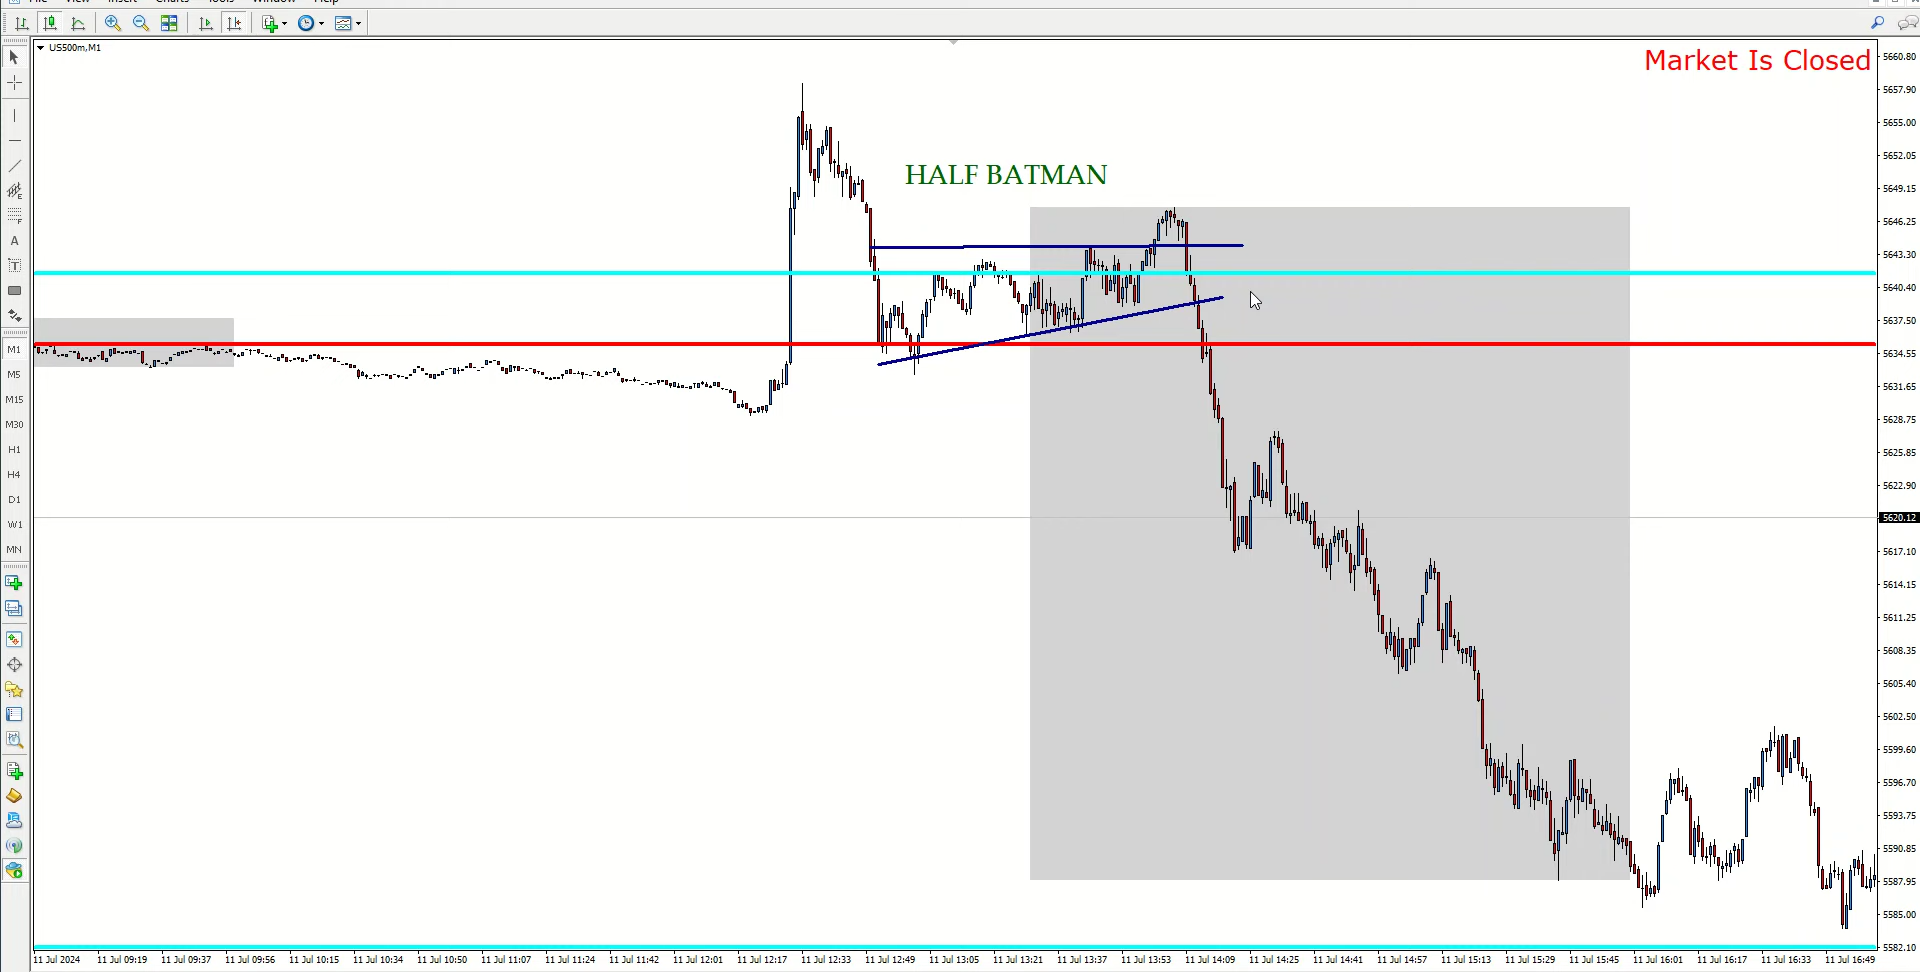 File View Insert Charts Tools Window Help
US500m,M1
Market Is Closed
HALF BATMAN
E
F
A
T
M1
M5
M15
M30
H1
H4
D1
W1
MN
5660.80
5657.90
5655.00
5652.05
5649.15
5646.25
5643.30
5640.40
5637.50
5634.55
5631.65
5628.75
5625.85
5622.90
5620.12
5617.10
5614.15
5611.25
5608.35
5605.40
5602.50
5599.60
5596.70
5593.75
5590.85
5587.95
5585.00
5582.10
11 Jul 2024 11 Jul 09:19 11 Jul 09:37 11 Jul 09:56 11 Jul 10:15 11 Jul 10:34 11 Jul 10:50 11 Jul 11:07 11 Jul 11:24 11 Jul 11:42 11 Jul 12:01 11 Jul 12:17 11 Jul 12:33 11 Jul 12:49 11 Jul 13:05 11 Jul 13:21 11 Jul 13:37 11 Jul 13:53 11 Jul 14:09 11 Jul 14:25 11 Jul 14:41 11 Jul 14:57 11 Jul 15:13 11 Jul 15:29 11 Jul 15:45 11 Jul 16:01 11 Jul 16:17 11 Jul 16:33 11 Jul 16:49